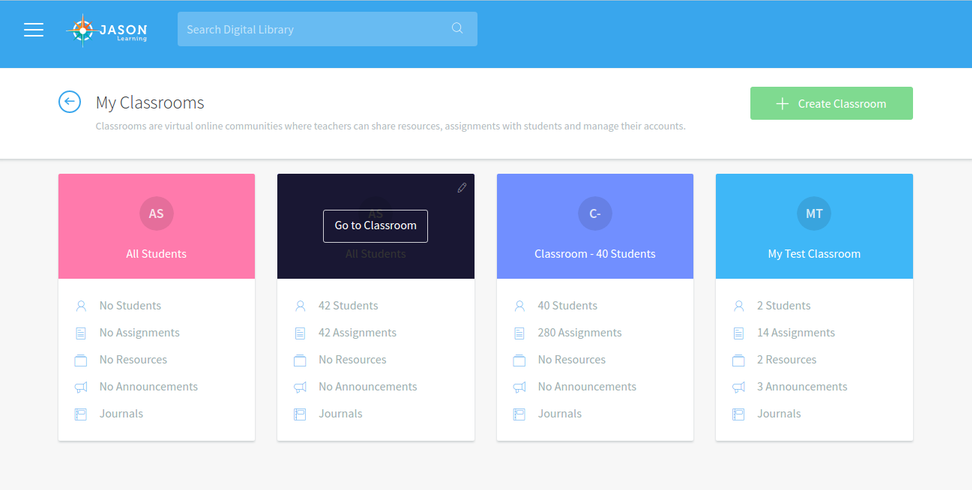 JASON
Learning
Search Digital Library
My Classrooms
Create Classroom
Classrooms are virtual online communities where teachers can share resources, assignments with students and manage their accounts.
AS
All Students
No Students
No Assignments
No Resources
No Announcements
Journals
AS
Go to Classroom
All Students
42 Students
42 Assignments
No Resources
No Announcements
Journals
C-
Classroom - 40 Students
40 Students
280 Assignments
No Resources
No Announcements
Journals
MT
My Test Classroom
2 Students
14 Assignments
2 Resources
3 Announcements
Journals